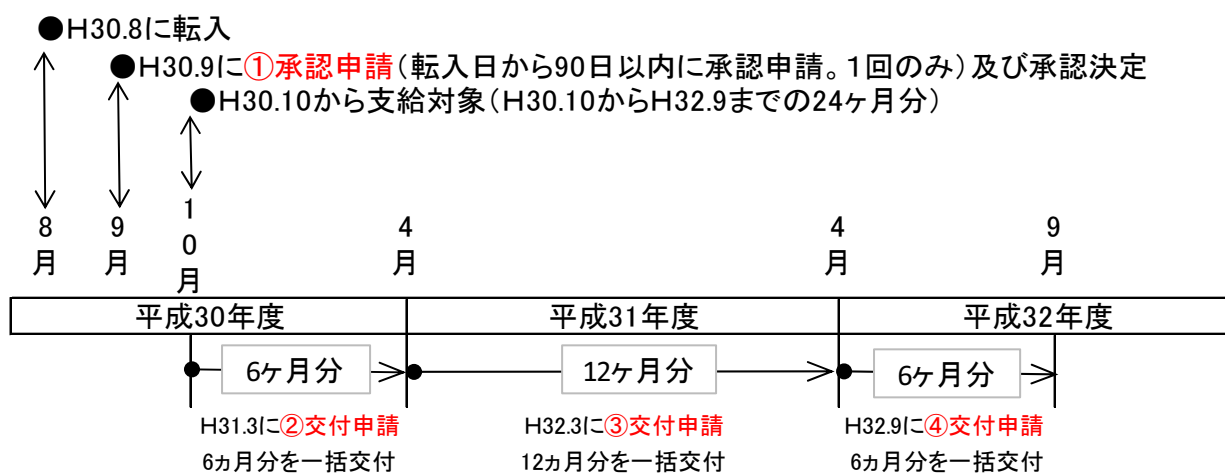 ●H30.8に転入
●H30.9に①承認申請(転入日から90日以内に承認申請。1回のみ)及び承認決定
●H30.10から支給対象(H30.10からH32.9までの24ヶ月分)
8月
9月
10月
4月
4月
9月
平成30年度
平成31年度
平成32年度
6ヶ月分
12ヶ月分
6ヶ月分
H31.3に②交付申請
6ヵ月分を一括交付
H32.3に③交付申請
12ヵ月分を一括交付
H32.9に④交付申請
6ヵ月分を一括交付